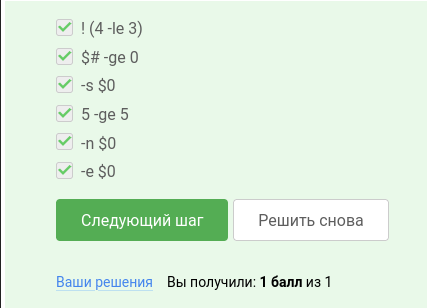 ! (4 -le 3)
$# -ge 0
-s $0
5 -ge 5
-n $0
-e $0
Следующий шаг Решить снова
Ваши решения Вы получили: 1 балл из 1